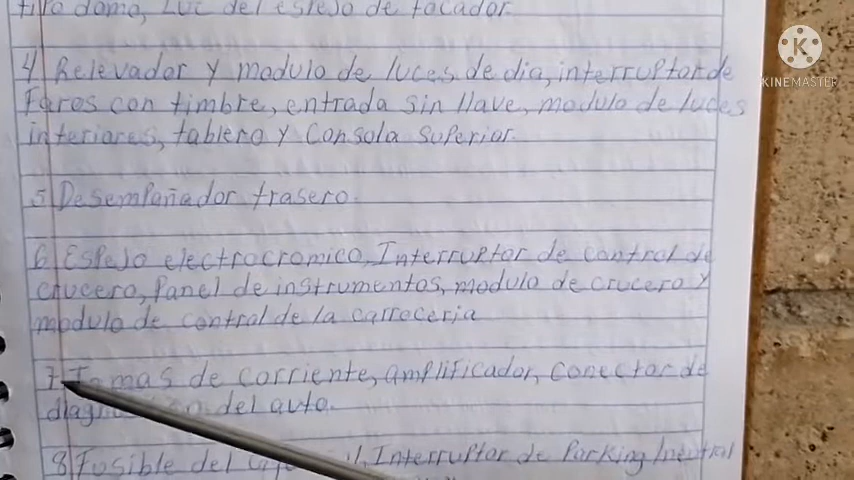 domo, Luc del espejo de tocador.
4 Relevador y modulo de luces de dia, interruptor de
Faros con timbre, entrada sin llave, modulo de luces
interiores, tablero y Consola superior.
5 Desempañador trasero.
6 Espejo electrocromico, Interruptor de control de
crucero, Panel de instrumentos, modulo de crucero y
modulo de control de la carroceria
7 Tomas de corriente, amplificador, conector de
del auto.
8 Fusible del Interruptor de Parking/neutral
K
KINEMASTER